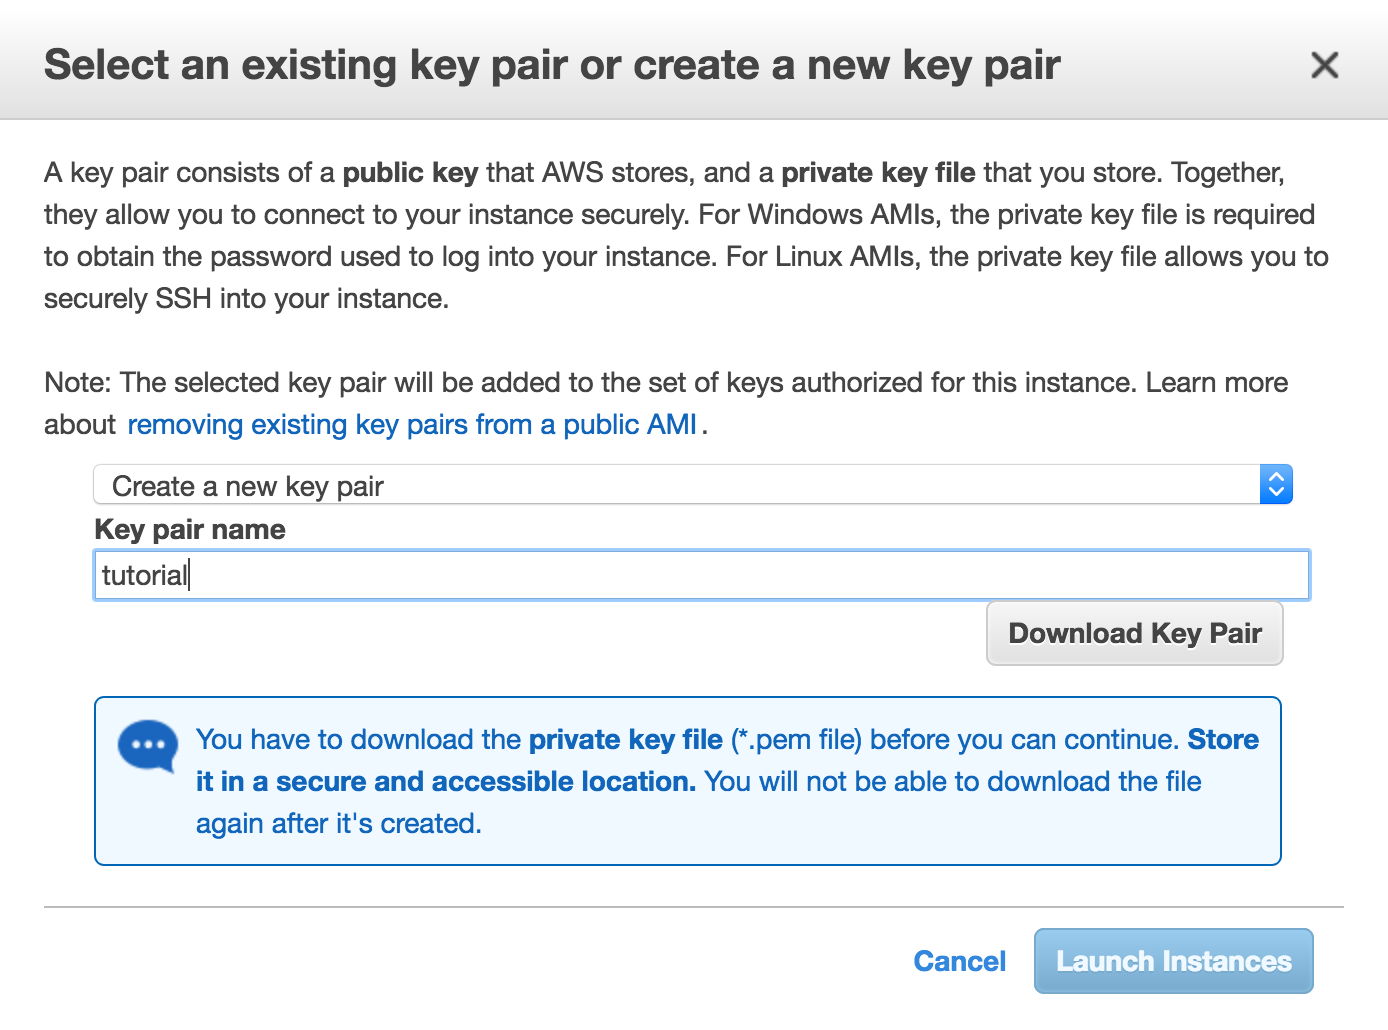 Select an existing key pair or create a new key pair
A key pair consists of a public key that AWS stores, and a private key file that you store. Together,
they allow you to connect to your instance securely. For Windows AMIs, the private key file is required
to obtain the password used to log into your instance. For Linux AMIs, the private key file allows you to
securely SSH into your instance.
Note: The selected key pair will be added to the set of keys authorized for this instance. Learn more
about removing existing key pairs from a public AMI .
Create a new key pair
Key pair name
tutorial
Download Key Pair
You have to download the private key file (*.pem file) before you can continue. Store
it in a secure and accessible location. You will not be able to download the file
again after it's created.
Cancel
Launch Instances